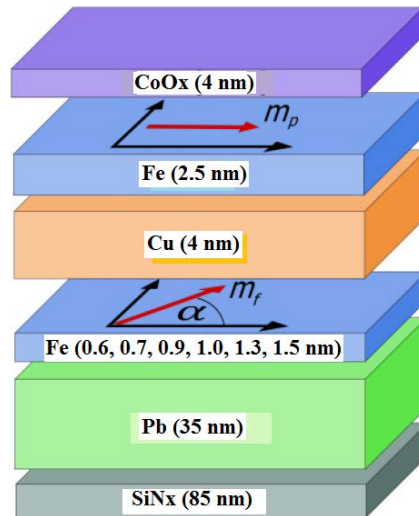 CoOx (4 nm)
m_p
Fe (2.5 nm)
Cu (4 nm)
m_f
α
Fe (0.6, 0.7, 0.9, 1.0, 1.3, 1.5 nm)
Pb (35 nm)
SiNx (85 nm)